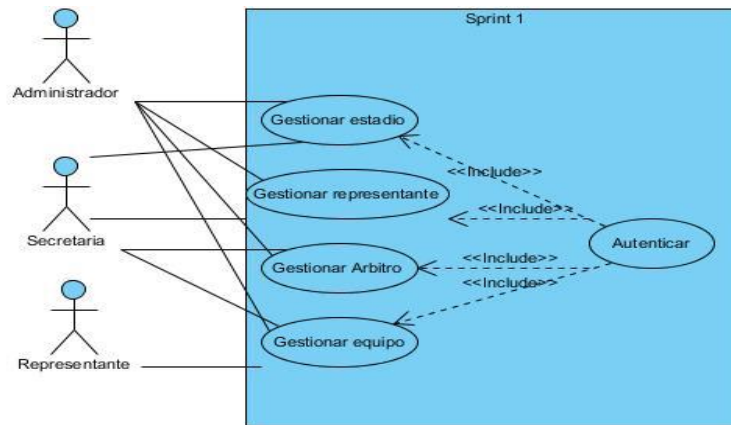 Sprint 1
Administrador
Gestionar estadio
<<Include>>
Gestionar representante
<<Include>>
Secretaria
Autenticar
Gestionar Arbitro
<<Include>>
<<Include>>
Gestionar equipo
Representante